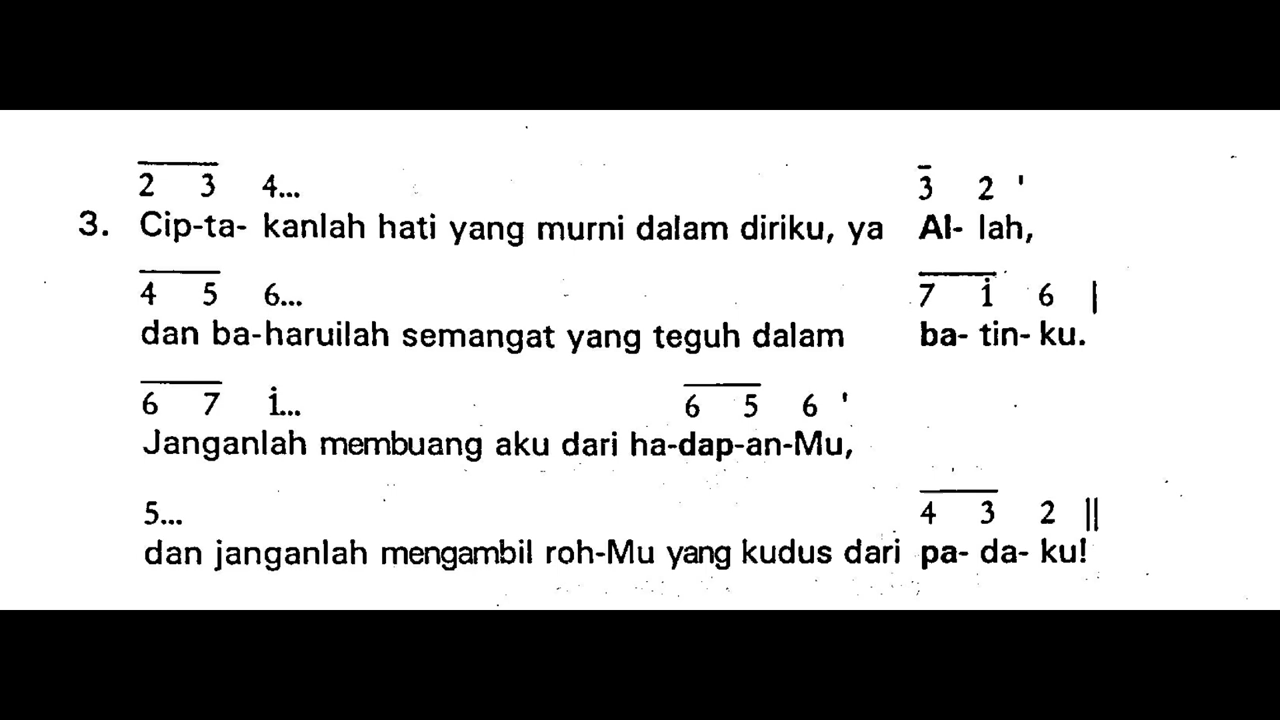 2 3 4... 3 2 '
3. Cip-ta- kanlah hati yang murni dalam diriku, ya Al- lah,
4 5 6... 7 i 6 |
dan ba-haruilah semangat yang teguh dalam ba- tin- ku.
6 7 i... 6 5 6 '
Janganlah membuang aku dari ha-dap-an-Mu,
5... 4 3 2 ||
dan janganlah mengambil roh-Mu yang kudus dari pa- da- ku!